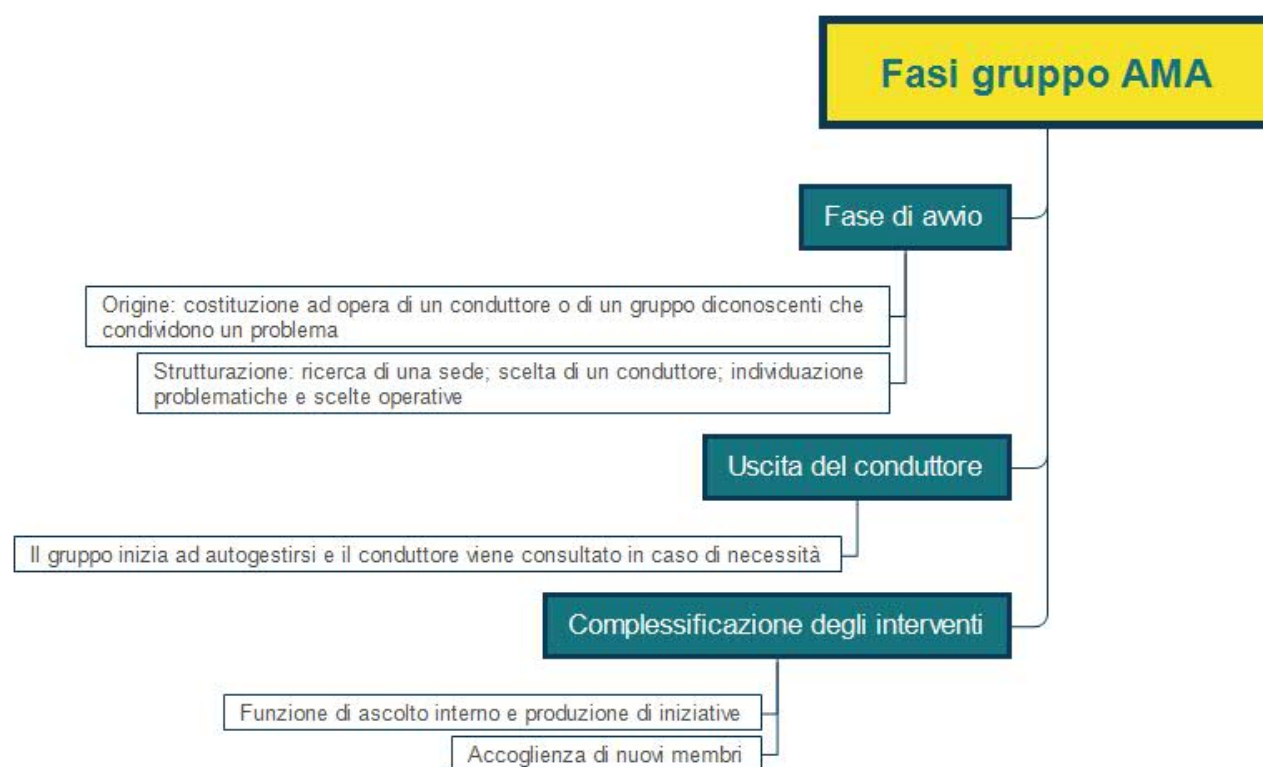 Fasi gruppo AMA
Fase di avvio
Origine: costituzione ad opera di un conduttore o di un gruppo diconoscenti che
condividono un problema
Strutturazione: ricerca di una sede; scelta di un conduttore; individuazione
problematiche e scelte operative
Uscita del conduttore
Il gruppo inizia ad autogestirsi e il conduttore viene consultato in caso di necessità
Complessificazione degli interventi
Funzione di ascolto interno e produzione di iniziative
Accoglienza di nuovi membri